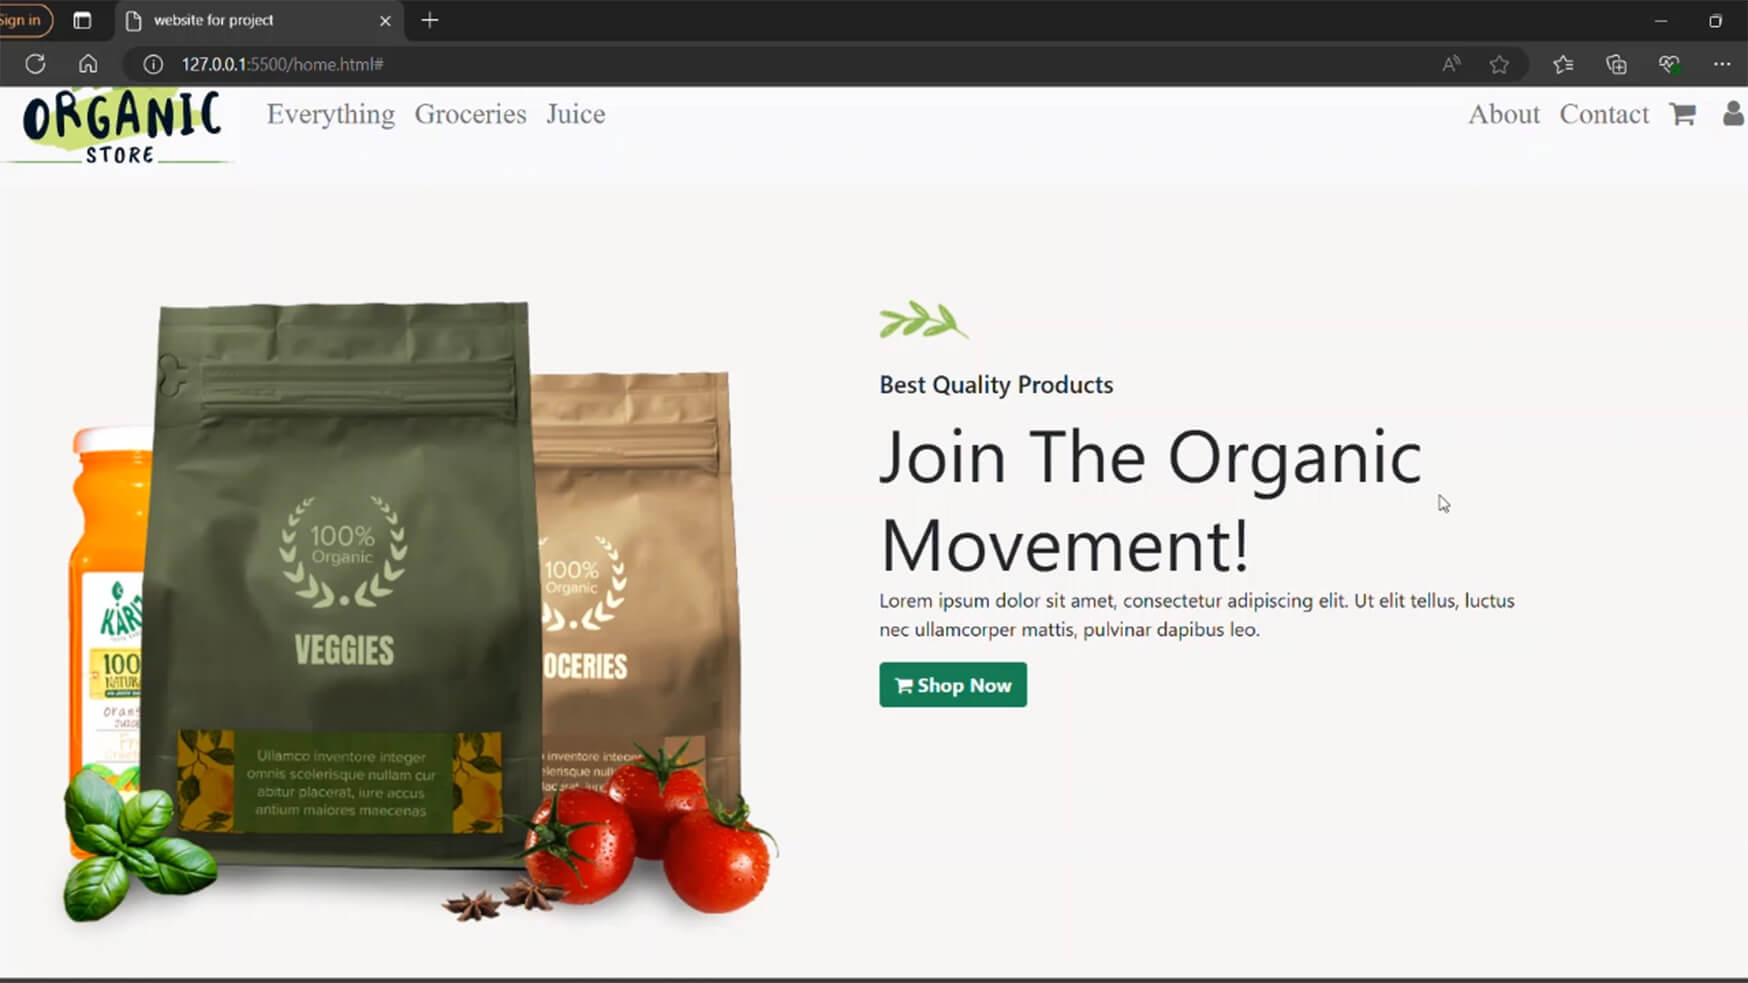 Sign in
website for project
127.0.0.1:5500/home.html#
ORGANIC
STORE
Everything Groceries Juice
About Contact
Best Quality Products
Join The Organic
Movement!
Lorem ipsum dolor sit amet, consectetur adipiscing elit. Ut elit tellus, luctus
nec ullamcorper mattis, pulvinar dapibus leo.
Shop Now
100%
Organic
VEGGIES
Ullamco inventore integer
omnis scelerisque nullam cur
abitur placerat, iure accus
antium maiores maecenas
100%
Organic
OCERIES
inventore integer
100